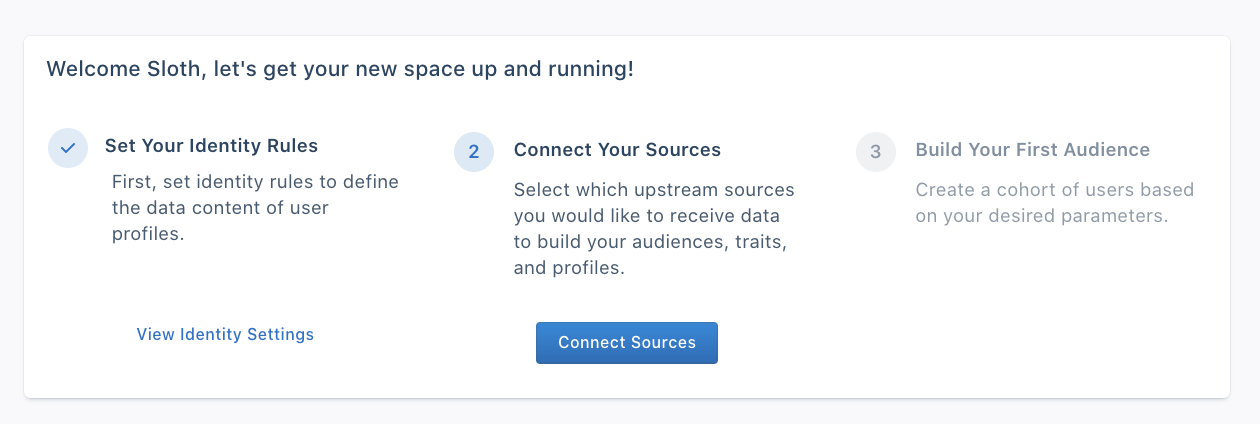 Welcome Sloth, let's get your new space up and running!
Set Your Identity Rules
First, set identity rules to define
the data content of user
profiles.
View Identity Settings
2
Connect Your Sources
Select which upstream sources
you would like to receive data
to build your audiences, traits,
and profiles.
Connect Sources
3
Build Your First Audience
Create a cohort of users based
on your desired parameters.